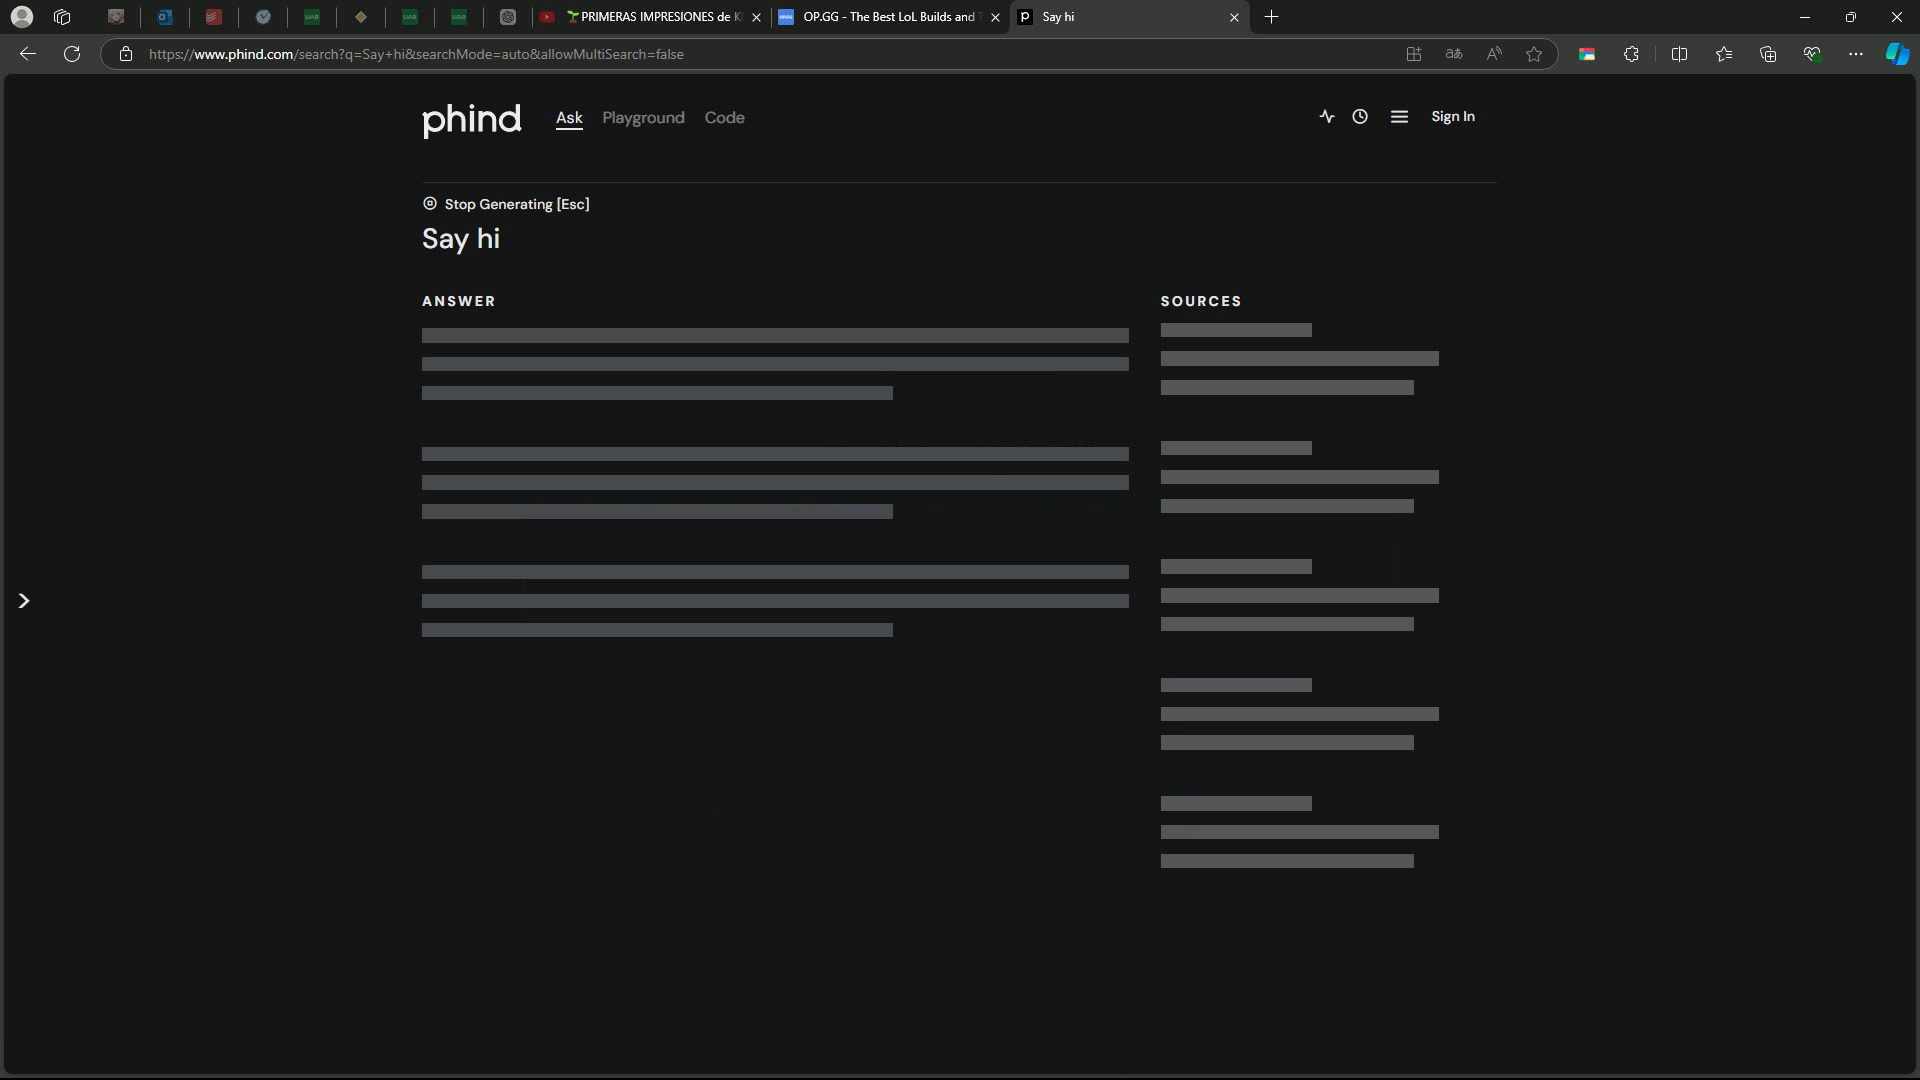 PRIMERAS IMPRESIONES de K
OP.GG - The Best LoL Builds and T
Say hi
https://www.phind.com/search?q=Say+hi&searchMode=auto&allowMultiSearch=false
phind
Ask
Playground
Code
Sign In
Stop Generating [Esc]
Say hi
ANSWER
SOURCES